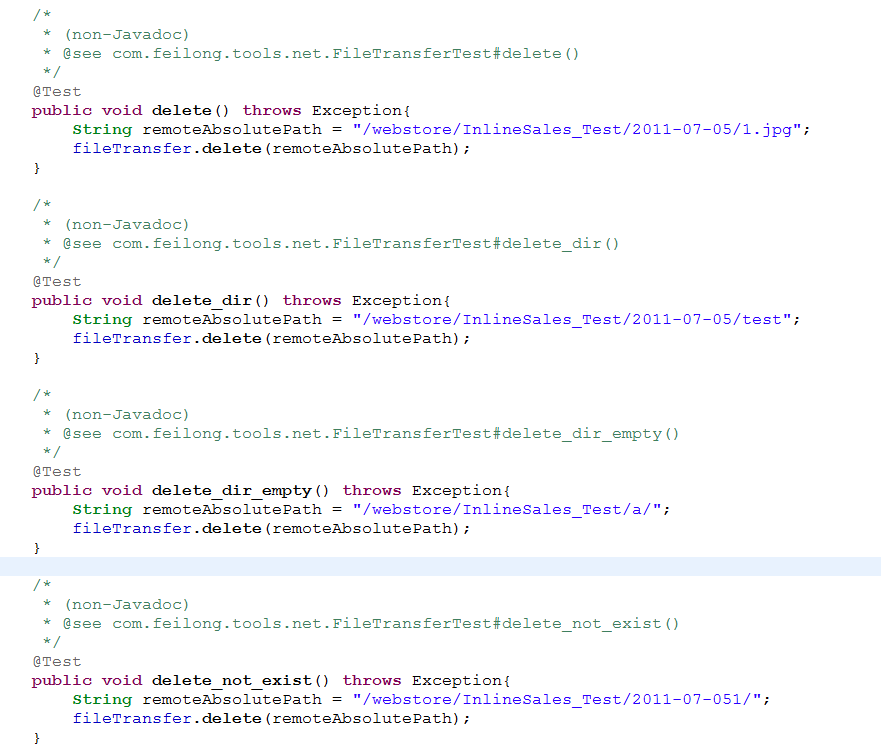 /*
 * (non-Javadoc)
 * @see com.feilong.tools.net.FileTransferTest#delete()
 */
@Test
public void delete() throws Exception{
    String remoteAbsolutePath = "/webstore/InlineSales_Test/2011-07-05/1.jpg";
    fileTransfer.delete(remoteAbsolutePath);
}

/*
 * (non-Javadoc)
 * @see com.feilong.tools.net.FileTransferTest#delete_dir()
 */
@Test
public void delete_dir() throws Exception{
    String remoteAbsolutePath = "/webstore/InlineSales_Test/2011-07-05/test";
    fileTransfer.delete(remoteAbsolutePath);
}

/*
 * (non-Javadoc)
 * @see com.feilong.tools.net.FileTransferTest#delete_dir_empty()
 */
@Test
public void delete_dir_empty() throws Exception{
    String remoteAbsolutePath = "/webstore/InlineSales_Test/a/";
    fileTransfer.delete(remoteAbsolutePath);
}

/*
 * (non-Javadoc)
 * @see com.feilong.tools.net.FileTransferTest#delete_not_exist()
 */
@Test
public void delete_not_exist() throws Exception{
    String remoteAbsolutePath = "/webstore/InlineSales_Test/2011-07-051/";
    fileTransfer.delete(remoteAbsolutePath);
}